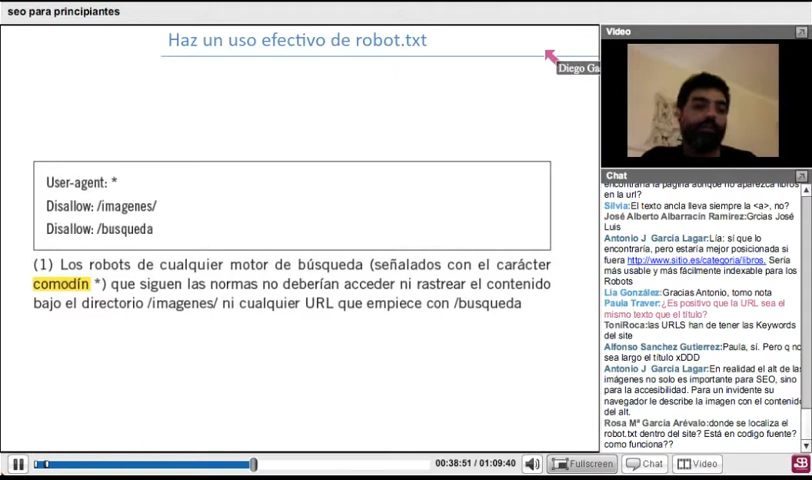 seo para principiantes
Haz un uso efectivo de robot.txt
Diego Ga
User-agent: *
Disallow: /imagenes/
Disallow: /busqueda
(1) Los robots de cualquier motor de búsqueda (señalados con el carácter
comodín *) que siguen las normas no deberían acceder ni rastrear el contenido
bajo el directorio /imagenes/ ni cualquier URL que empiece con /busqueda
Video
Chat
encontraría la página aunque no aparezca libros
en la url?
Silvia:El texto ancla lleva siempre la <a>, no?
José Alberto Albarracín Ramírez:Grcias José
Luis
Antonio J García Lagar:Lía: sí que lo
encontraría, pero estaría mejor posicionada si
fuera http://www.sitio.es/categoria/libros. Sería
más usable y más fácilmente indexable para los
Robots
Lía González:Gracias Antonio, tomo nota
Paula Traver:¿Es positivo que la URL sea el
mismo texto que el título?
ToniRoca:las URLS han de tener las Keywords
del site
Alfonso Sanchez Gutierrez:Paula, sí. Pero q no
sea largo el título xDDD
Antonio J García Lagar:En realidad el alt de las
imágenes no solo es importante para SEO, sino
para la accesibilidad. Para un invidente su
navegador le describe la imagen con el contenido
del alt.
Rosa Mª García Arévalo:donde se localiza el
robot.txt dentro del site? Está en codigo fuente?
como funciona??
00:38:51 / 01:09:40
Fullscreen
Chat
Video